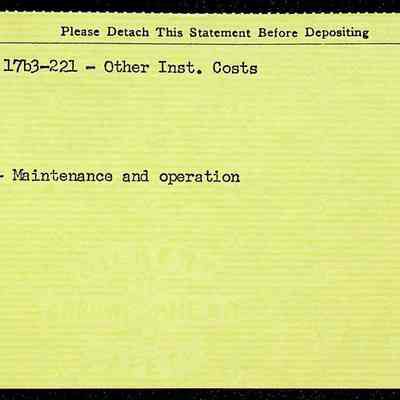 Please Detach This Statement Before Depositing
17b3-221 - Other Inst. Costs
- Maintenance and operation